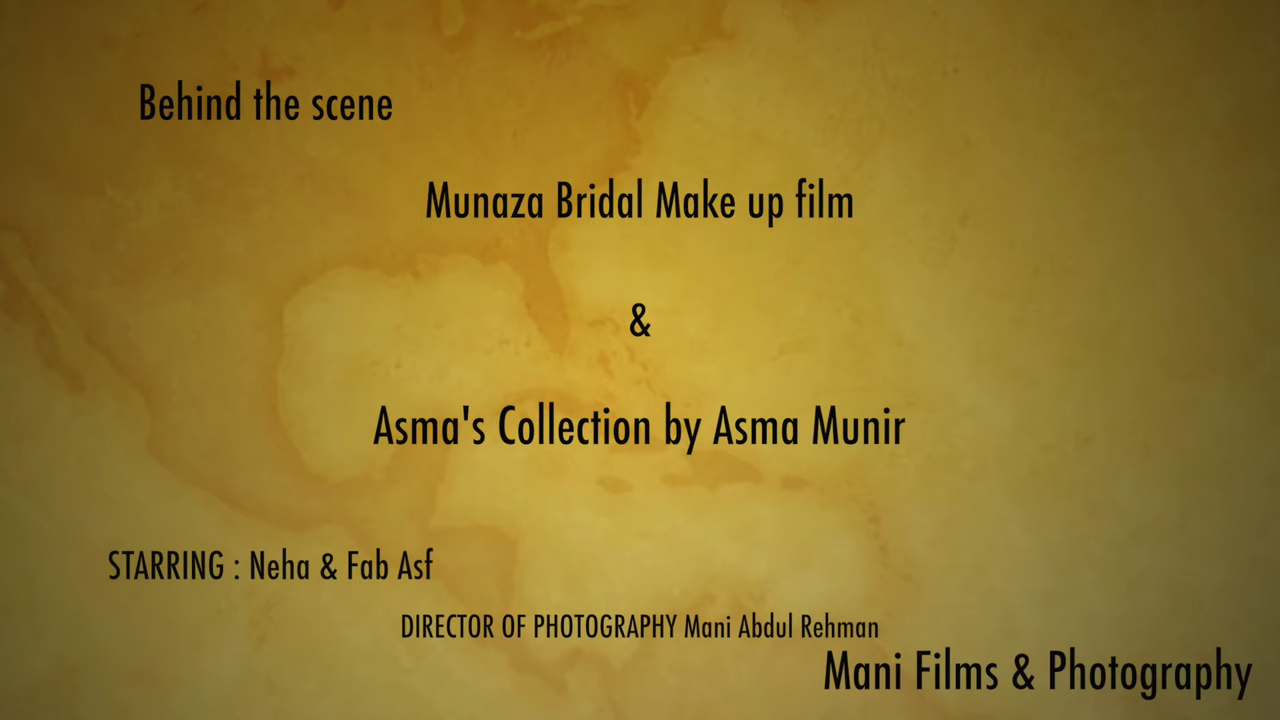 Behind the scene
Munaza Bridal Make up film
&
Asma's Collection by Asma Munir
STARRING : Neha & Fab Asf
DIRECTOR OF PHOTOGRAPHY Mani Abdul Rehman
Mani Films & Photography